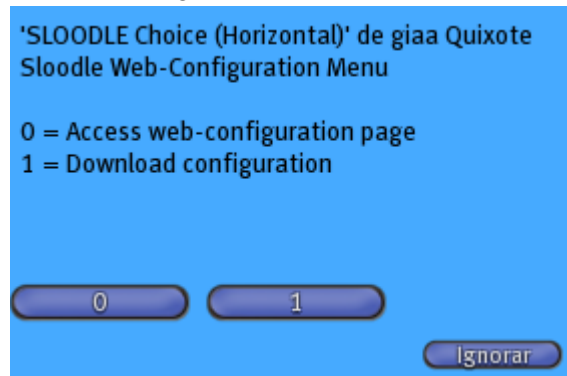 'SLOODLE Choice (Horizontal)' de giaa Quixote
Sloodle Web-Configuration Menu
0 = Access web-configuration page
1 = Download configuration
0 1
Ignorar